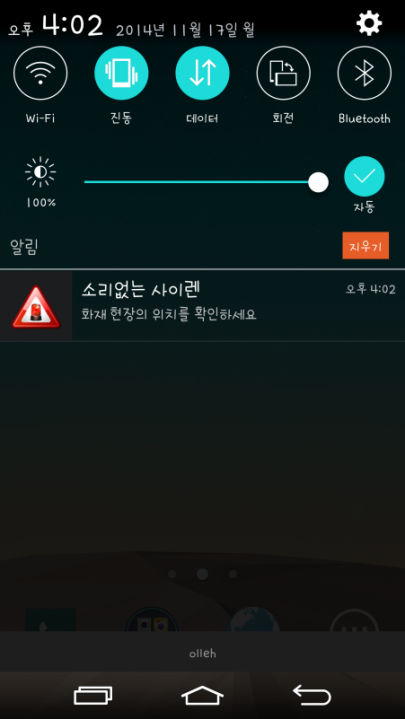 오후 4:02 2014년 11월 17일 월
Wi-Fi 진동 데이터 회전 Bluetooth
100% 자동
알림 지우기
소리없는 사이렌 오후 4:02
화재 현장의 위치를 확인하세요
olleh